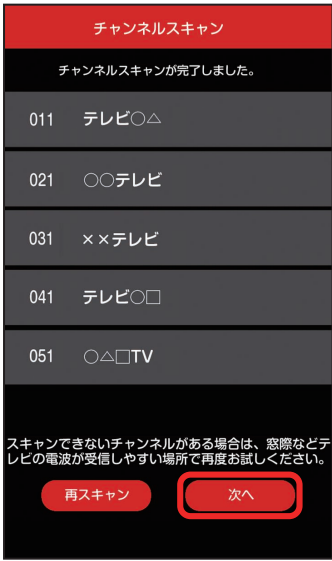 チャンネルスキャン
チャンネルスキャンが完了しました。
011 テレビ○△
021 ○○テレビ
031 ××テレビ
041 テレビ○□
051 ○△□TV
スキャンできないチャンネルがある場合は、窓際などテ
レビの電波が受信しやすい場所で再度お試しください。
再スキャン 次へ